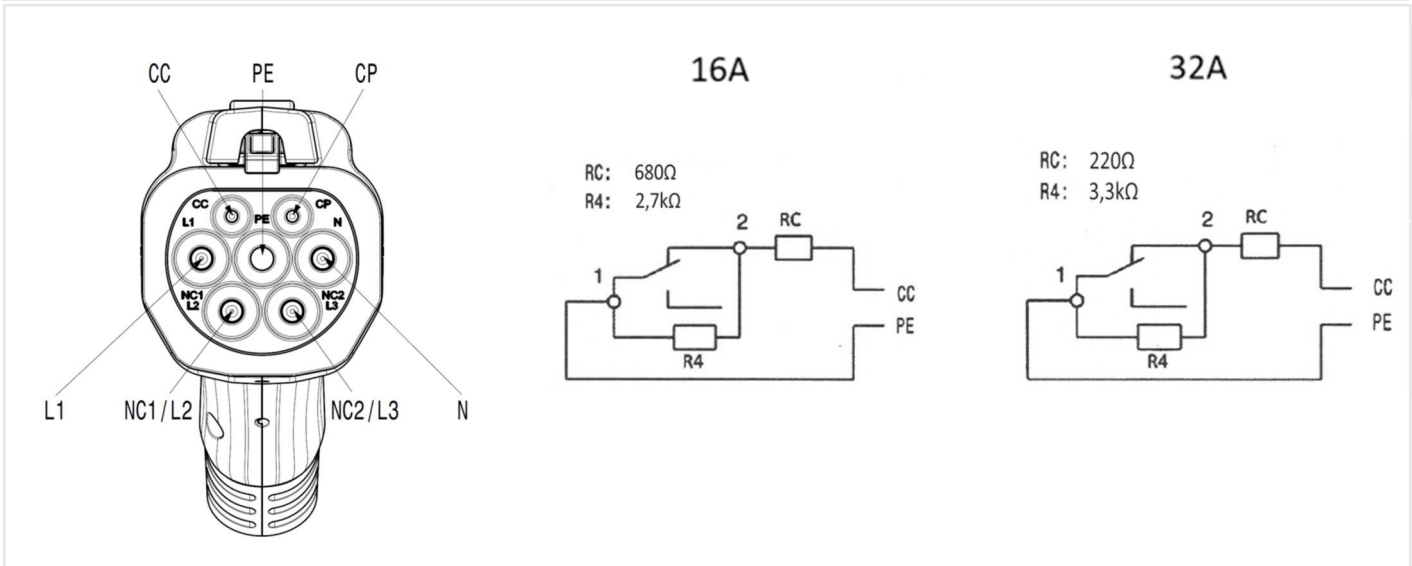 CC PE CP
CC PE CP
L1 N
NC1 NC2
L2 L3
L1 NC1/L2 NC2/L3 N
16A
RC: 680Ω
R4: 2,7kΩ
2 RC
1
CC
PE
R4
32A
RC: 220Ω
R4: 3,3kΩ
2 RC
1
CC
PE
R4